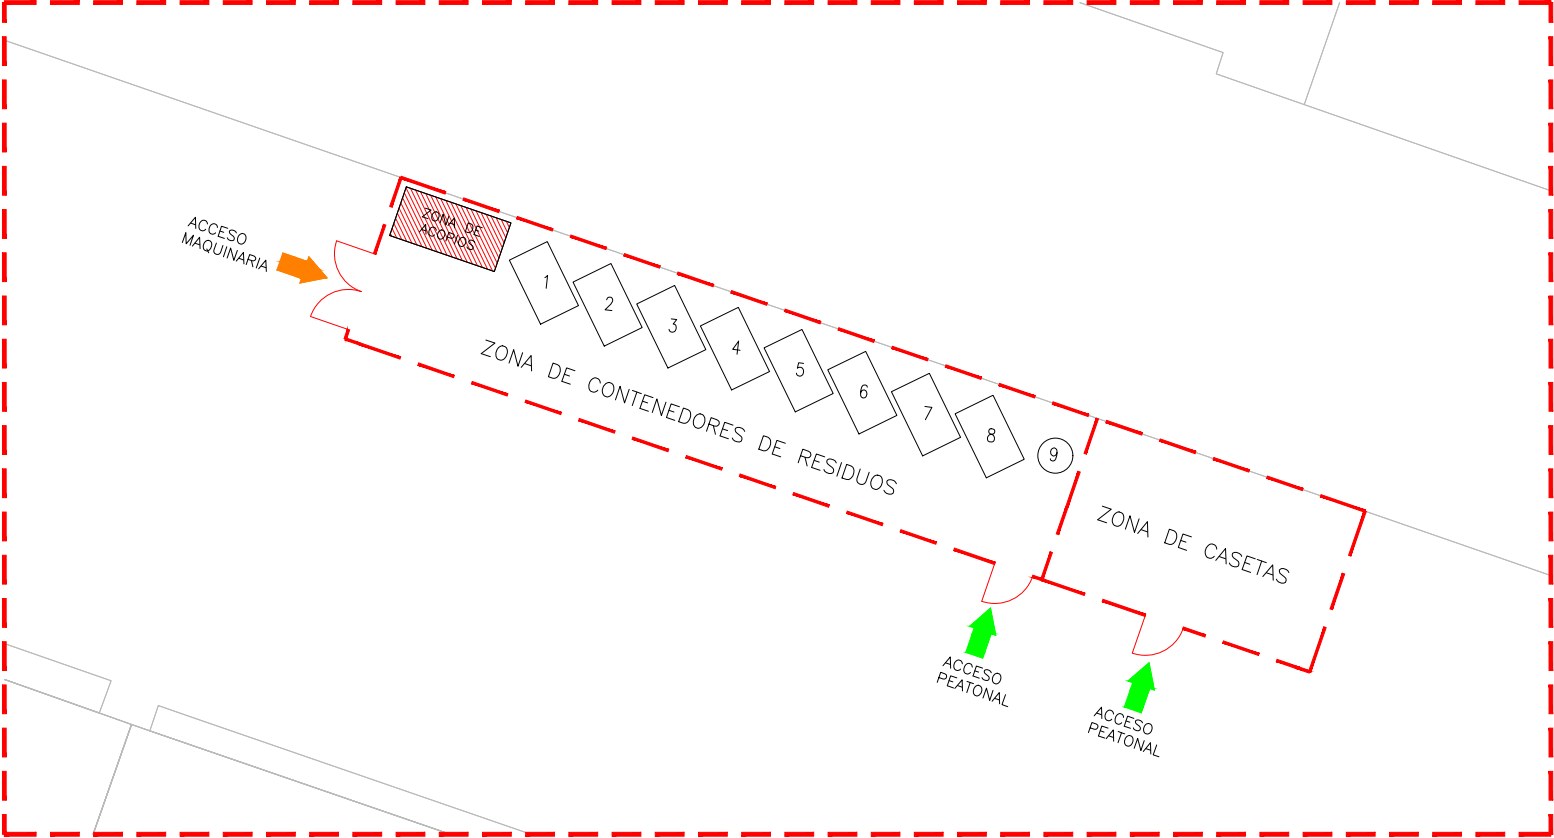 ACCESO
MAQUINARIA
ZONA DE
ACOPIOS
1
2
3
4
5
6
7
8
9
ZONA DE CONTENEDORES DE RESIDUOS
ZONA DE CASETAS
ACCESO
PEATONAL
ACCESO
PEATONAL